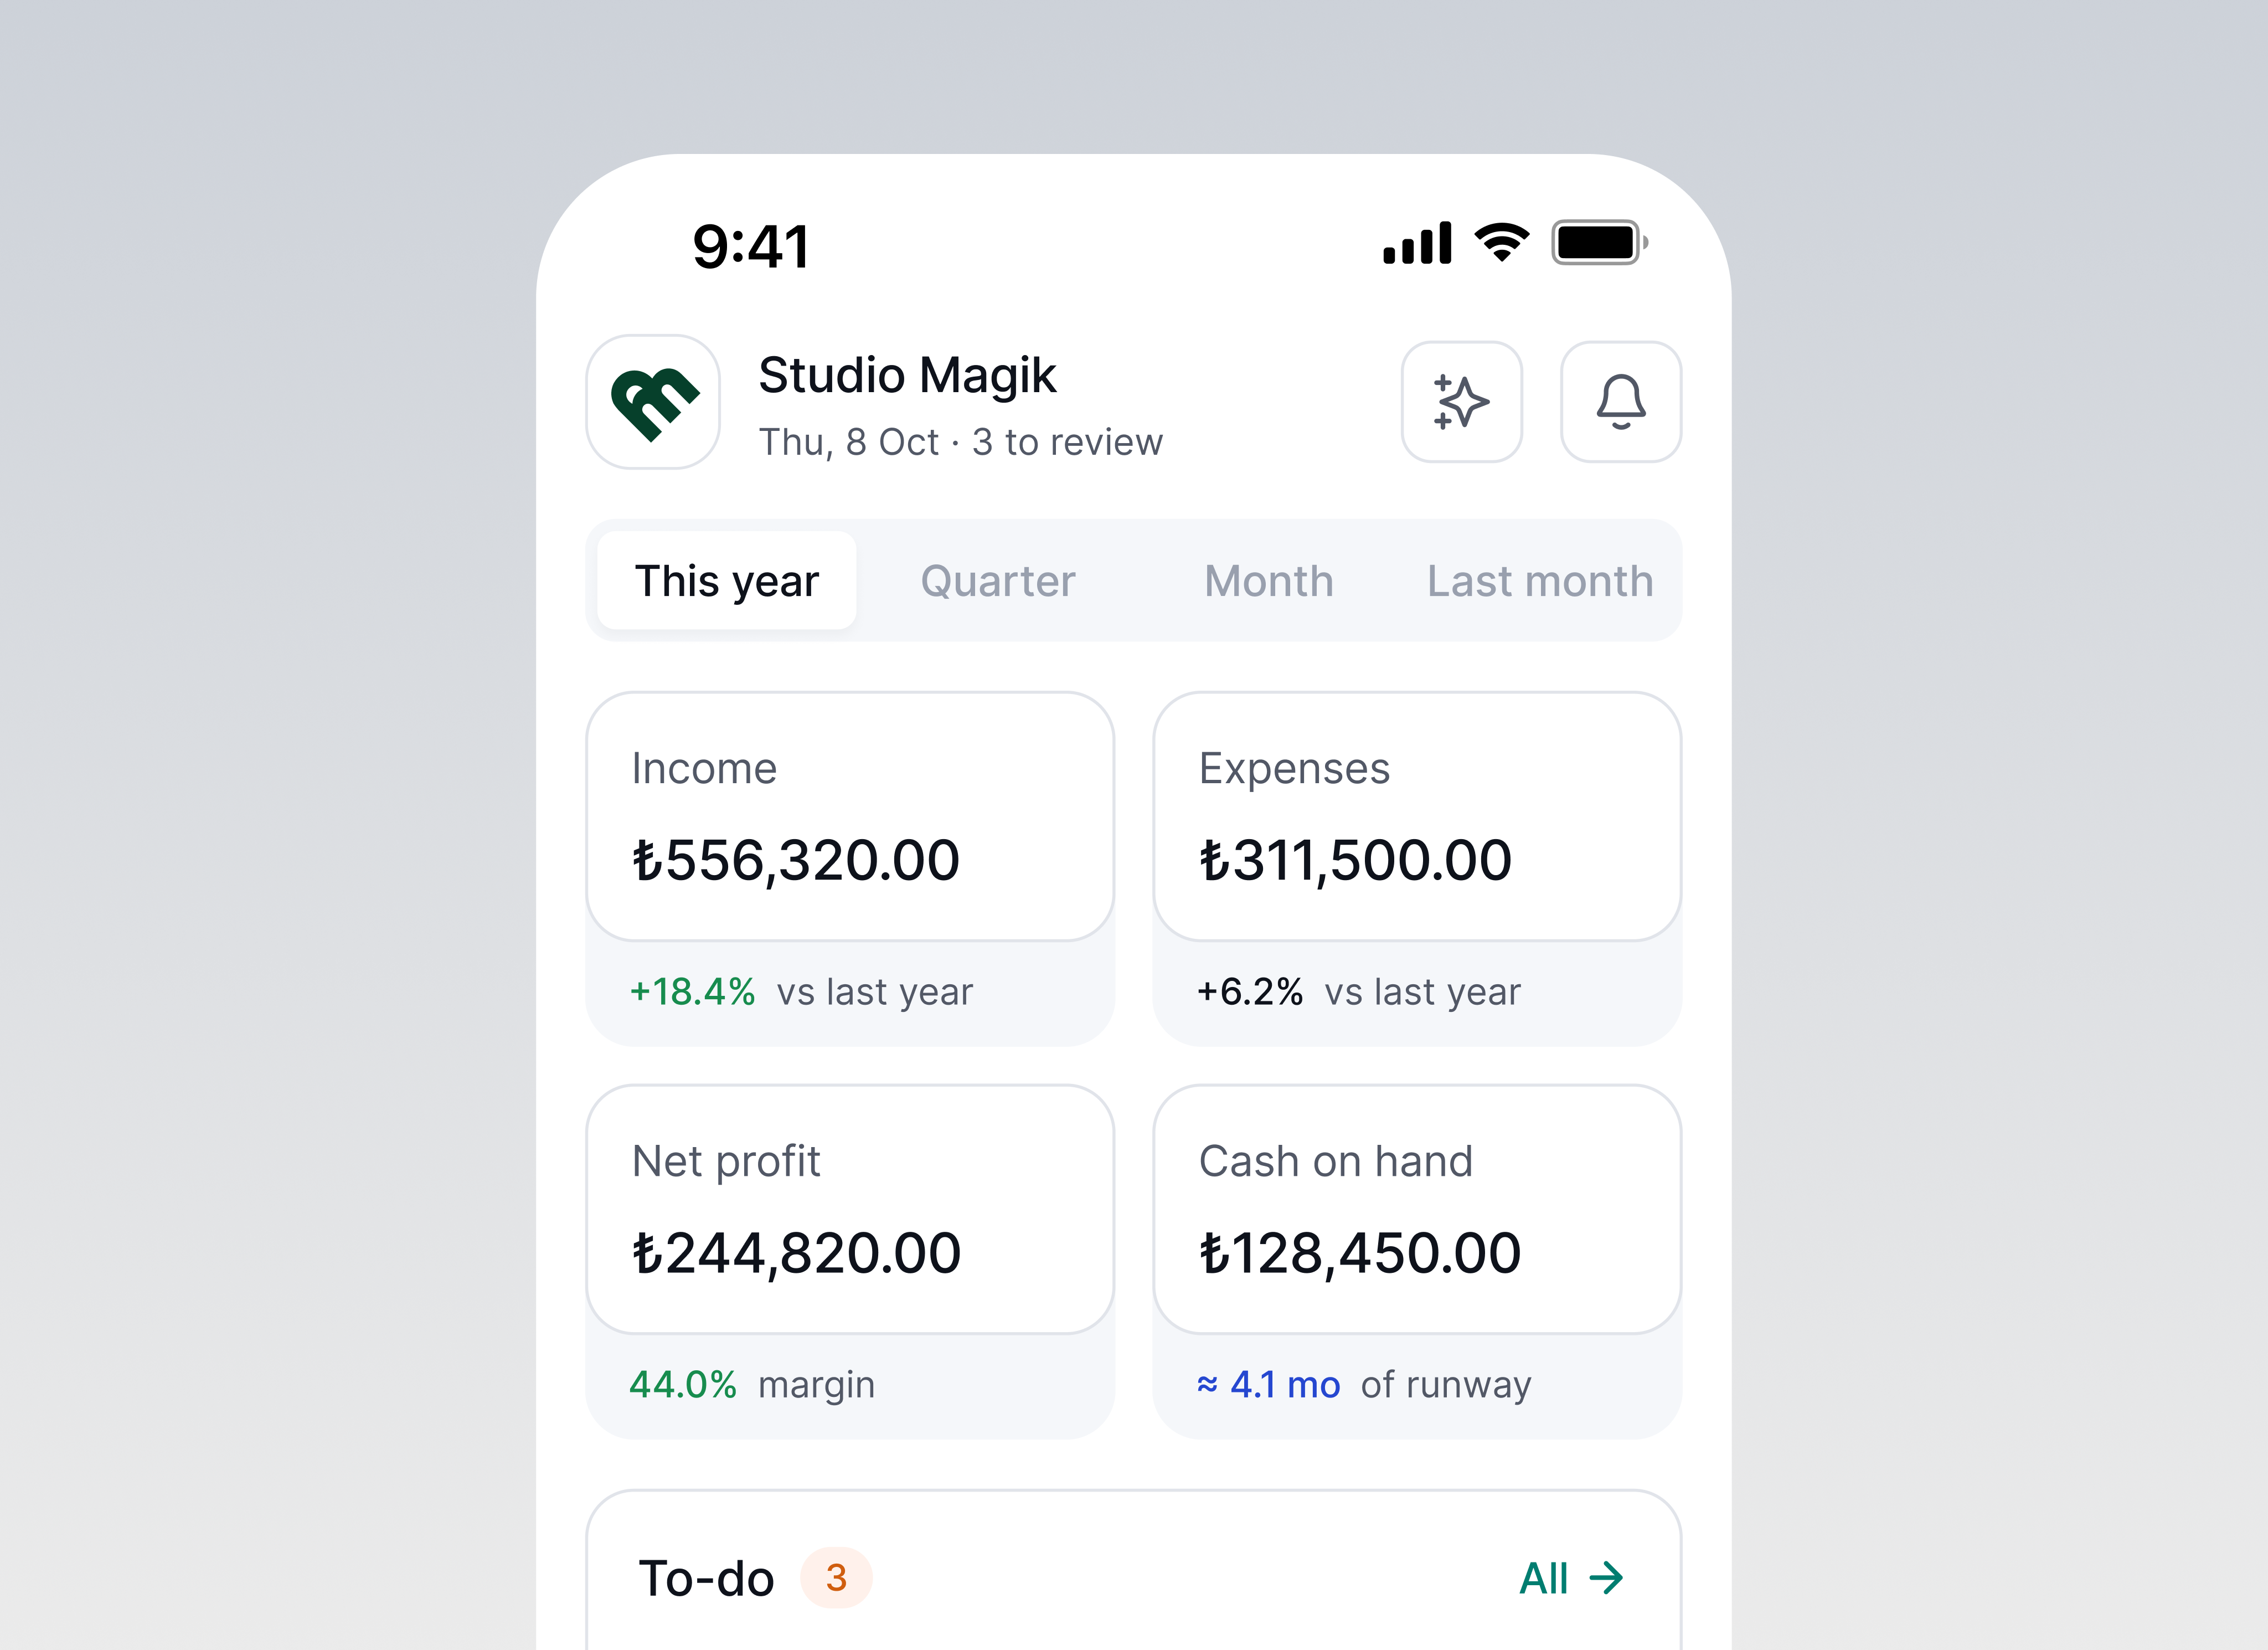 9:41
Studio Magik
Thu, 8 Oct · 3 to review
This year Quarter Month Last month
Income
₺556,320.00
+18.4% vs last year
Expenses
₺311,500.00
+6.2% vs last year
Net profit
₺244,820.00
44.0% margin
Cash on hand
₺128,450.00
≈ 4.1 mo of runway
To-do 3
All →